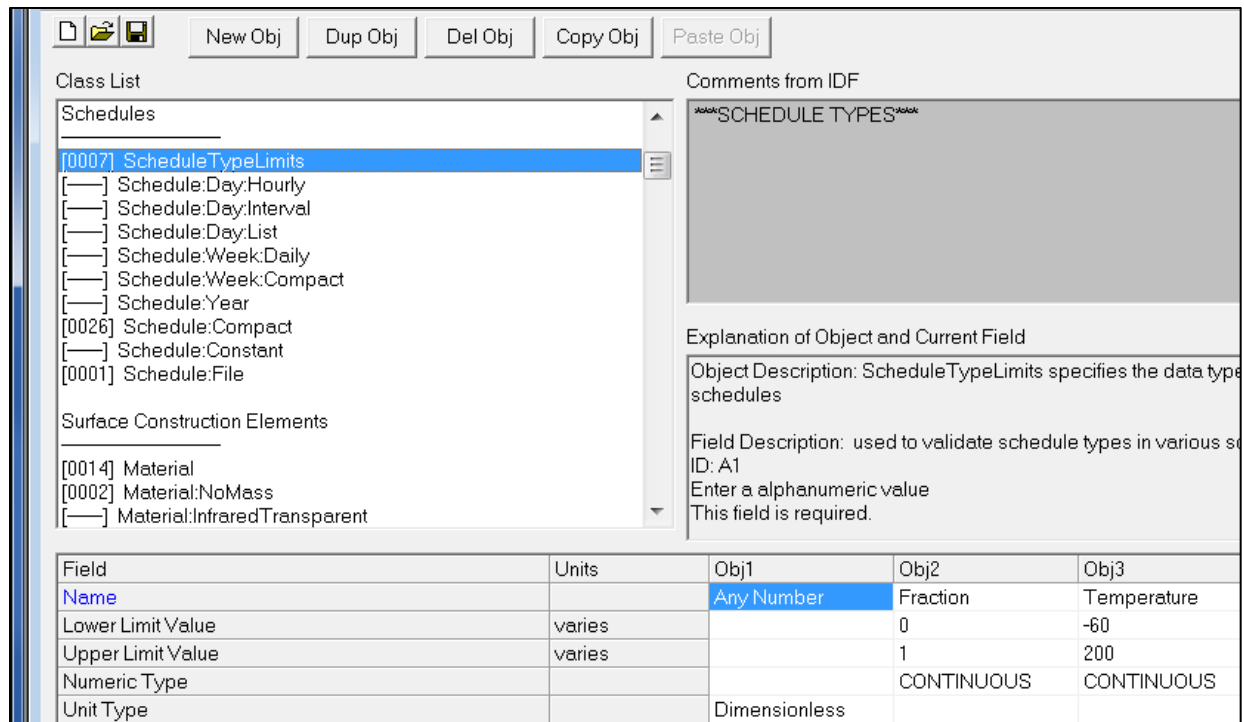 New Obj Dup Obj Del Obj Copy Obj Paste Obj
Class List
Schedules
[0007] ScheduleTypeLimits
[-----] Schedule:Day:Hourly
[-----] Schedule:Day:Interval
[-----] Schedule:Day:List
[-----] Schedule:Week:Daily
[-----] Schedule:Week:Compact
[-----] Schedule:Year
[0026] Schedule:Compact
[-----] Schedule:Constant
[0001] Schedule:File
Surface Construction Elements
[0014] Material
[0002] Material:NoMass
[-----] Material:InfraredTransparent
Comments from IDF
***SCHEDULE TYPES***
Explanation of Object and Current Field
Object Description: ScheduleTypeLimits specifies the data type
schedules
Field Description: used to validate schedule types in various
ID: A1
Enter a alphanumeric value
This field is required.
Field Units Obj1 Obj2 Obj3
Name Any Number Fraction Temperature
Lower Limit Value varies 0 -60
Upper Limit Value varies 1 200
Numeric Type CONTINUOUS CONTINUOUS
Unit Type Dimensionless